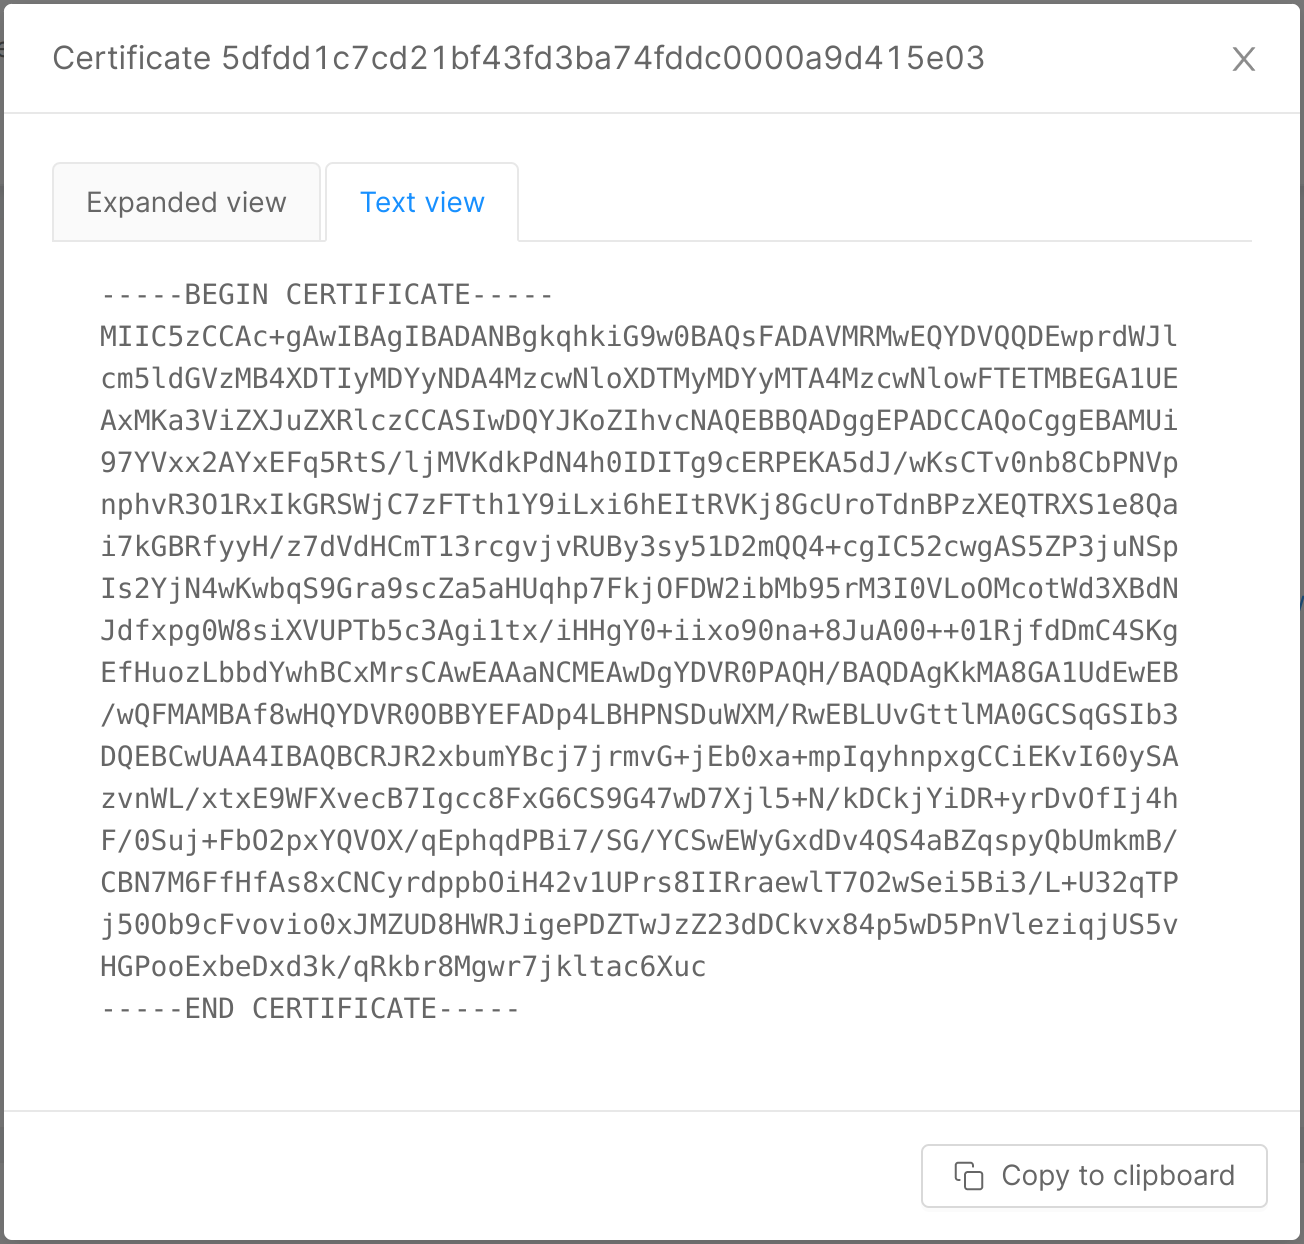 Certificate 5dfdd1c7cd21bf43fd3ba74fddc0000a9d415e03
Expanded view
Text view
-----BEGIN CERTIFICATE-----
MIIC5zCCAc+gAwIBAgIBADANBgkqhkiG9w0BAQsFADAVMRMwEQYDVQQDEwprdWJl
cm5ldGVzMB4XDTIyMDYyNDA4MzcwNloXDTMyMDYyMTA4MzcwNlowFTETMBEGA1UE
AxMKa3ViZXJuZXRlczCCASIwDQYJKoZIhvcNAQEBBQADggEPADCCAQoCggEBAMUi
97YVxx2AYxEFq5RtS/ljMVKdkPdN4h0IDITg9cERPEKA5dJ/wKsCTv0nb8CbPNVp
nphvR3O1RxIkGRSWjC7zFTth1Y9iLxi6hEItRVKj8GcUroTdnBPzXEQTRXS1e8Qa
i7kGBRfyyH/z7dVdHCmT13rcgvjvRUBy3sy51D2mQQ4+cgIC52cwgAS5ZP3juNSp
Is2YjN4wKwbqS9Gra9scZa5aHUqhp7FkjOFDW2ibMb95rM3I0VLoOMcotWd3XBdN
Jdfxpg0W8siXVUPTb5c3Agi1tx/iHHgY0+iixo90na+8JuA00++01RjfdDmC4SKg
EfHuozLbbdYwhBCxMrsCAwEAAaNCMEAwDgYDVR0PAQH/BAQDAgKkMA8GA1UdEwEB
/wQFMAMBAf8wHQYDVR0OBBYEFADp4LBHPNSDuWXM/RwEBLUvGttlMA0GCSqGSIb3
DQEBCwUAA4IBAQBCRJR2xbumYBcj7jrmvG+jEb0xa+mpIqyhnpxgCCiEKvI60ySA
zvnWL/xtxE9WFXvecB7Igcc8FxG6CS9G47wD7Xjl5+N/kDCkjYiDR+yrDvOfIj4h
F/0Suj+FbO2pxYQVOX/qEphqdPBi7/SG/YCSwEWyGxdDv4QS4aBZqspyQbUmkmB/
CBN7M6FfHfAs8xCNCyrdppbOiH42v1UPrs8IIRraewlT7O2wSei5Bi3/L+U32qTP
j50Ob9cFvovio0xJMZUD8HWRJigePDZTwJzZ23dDCkvx84p5wD5PnVleziqjUS5v
HGPooExbeDxd3k/qRkbr8Mgwr7jkltac6Xuc
-----END CERTIFICATE-----
Copy to clipboard